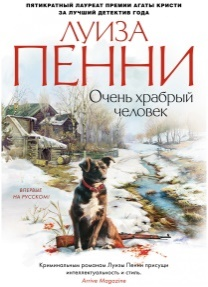 ПЯТИКРАТНЫЙ ЛАУРЕАТ ПРЕМИИ АГАТЫ КРИСТИ
ЗА ЛУЧШИЙ ДЕТЕКТИВ ГОДА
ЛУИЗА
ПЕННИ
Очень храбрый
человек
ВПЕРВЫЕ
НА РУССКОМ!
Криминальным романам Луизы Пенни присущи
интеллектуальность и стиль.
Arrive Magazine